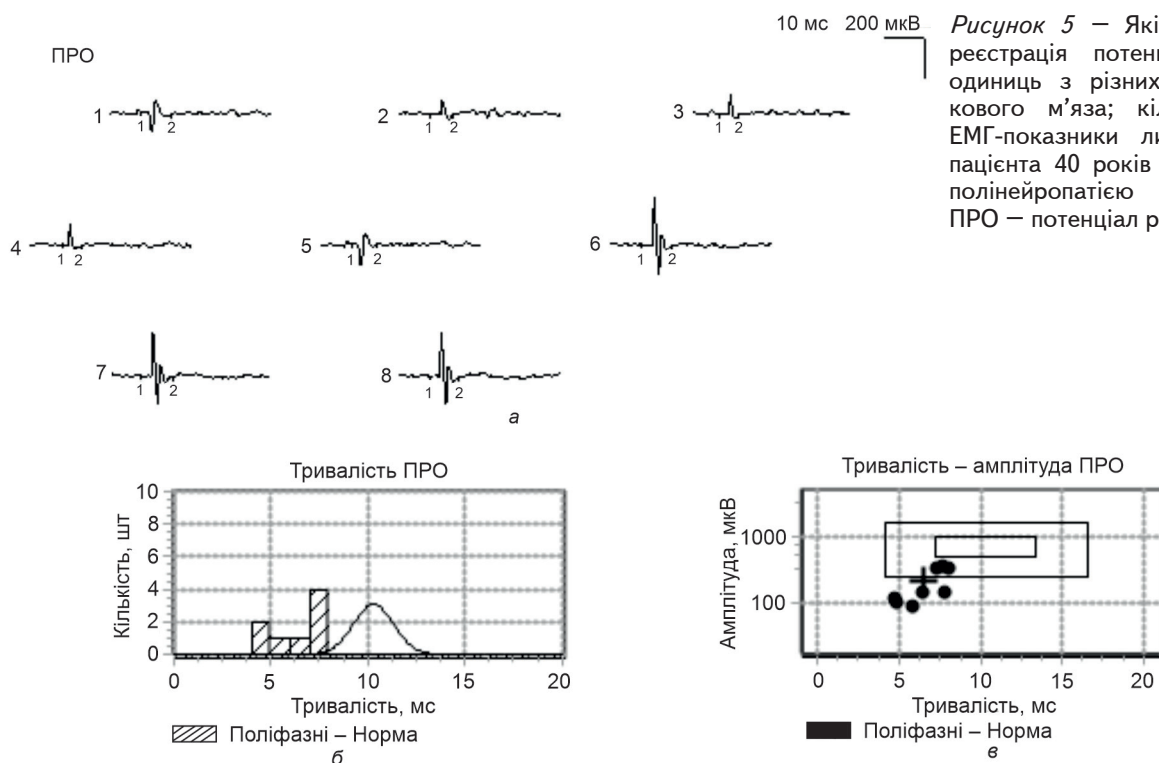 10 мс 200 мкВ
ПРО
1
1 2
2
1 2
3
1 2
4
1 2
5
1 2
6
1 2
7
1 2
8
1 2
а
Рисунок 5 —
реєстрація
одиниць з різних
м’яза;
ЕМГ-показники
пацієнта 40 років
полінейропатією
ПРО — потенціал
Тривалість ПРО
Кількість, шт
10
8
6
4
2
0
0 5 10 15 20
Тривалість, мс
Поліфазні – Норма
б
Тривалість – амплітуда ПРО
Амплітуда, мкВ
1000
100
0 5 10 15 20
Тривалість, мс
Поліфазні – Норма
в